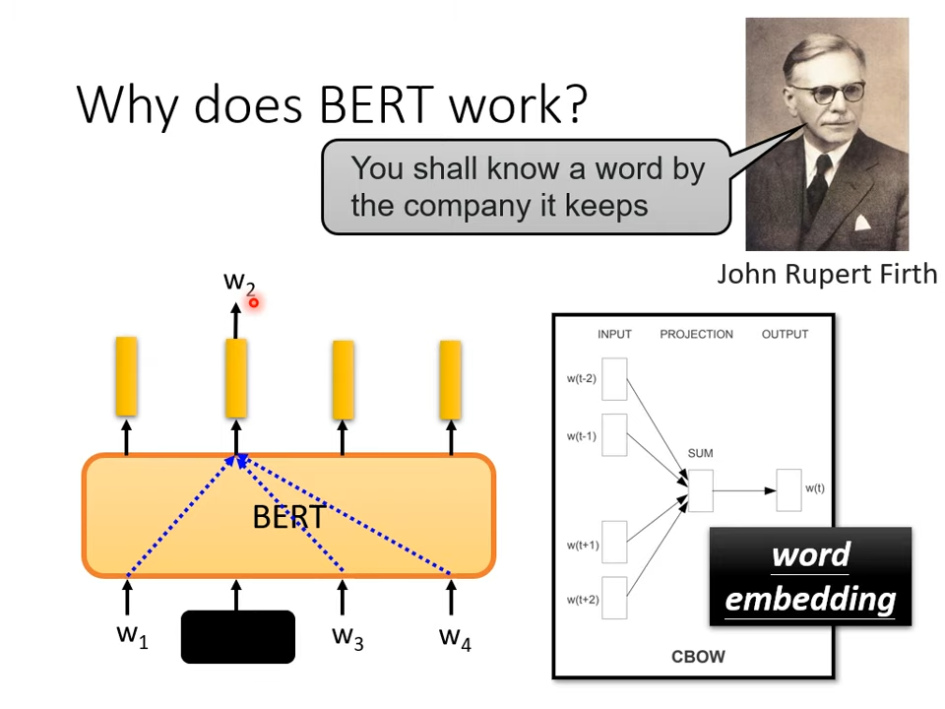 Why does BERT work?
You shall know a word by
the company it keeps
John Rupert Firth
w2
BERT
w1
w3
w4
INPUT PROJECTION OUTPUT
w(t-2)
w(t-1)
SUM
w(t)
w(t+1)
w(t+2)
word
embedding
CBOW